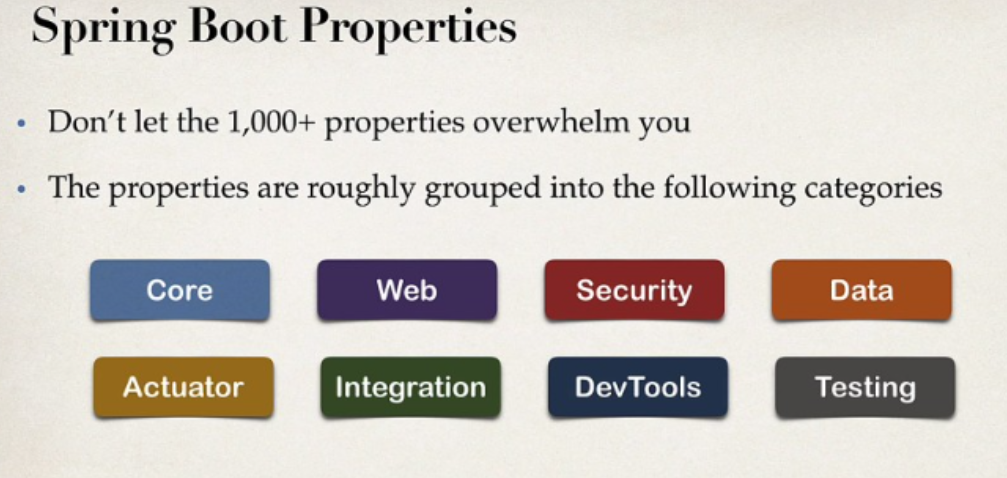 Spring Boot Properties
• Don’t let the 1,000+ properties overwhelm you
• The properties are roughly grouped into the following categories
Core Web Security Data
Actuator Integration DevTools Testing